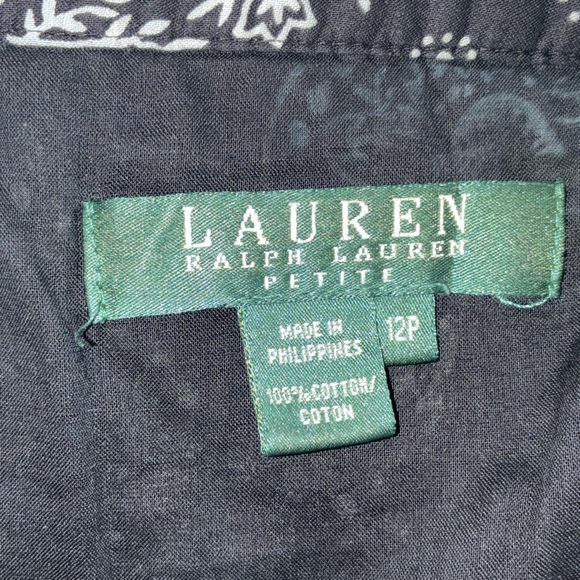 LAUREN
RALPH LAUREN
PETITE
MADE IN
PHILIPPINES
12P
100% COTTON/
COTON